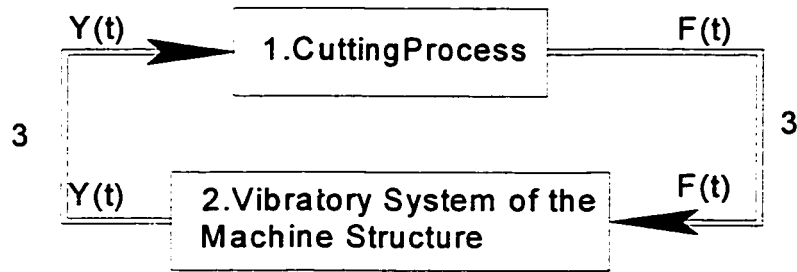 Y(t)
1.CuttingProcess
F(t)
3
3
Y(t)
2.Vibratory System of the
Machine Structure
F(t)